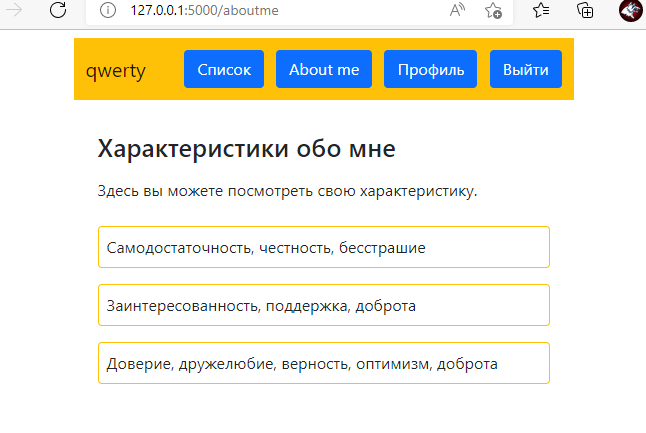 127.0.0.1:5000/aboutme
qwerty Список About me Профиль Выйти
Характеристики обо мне
Здесь вы можете посмотреть свою характеристику.
Самодостаточность, честность, бесстрашие
Заинтересованность, поддержка, доброта
Доверие, дружелюбие, верность, оптимизм, доброта